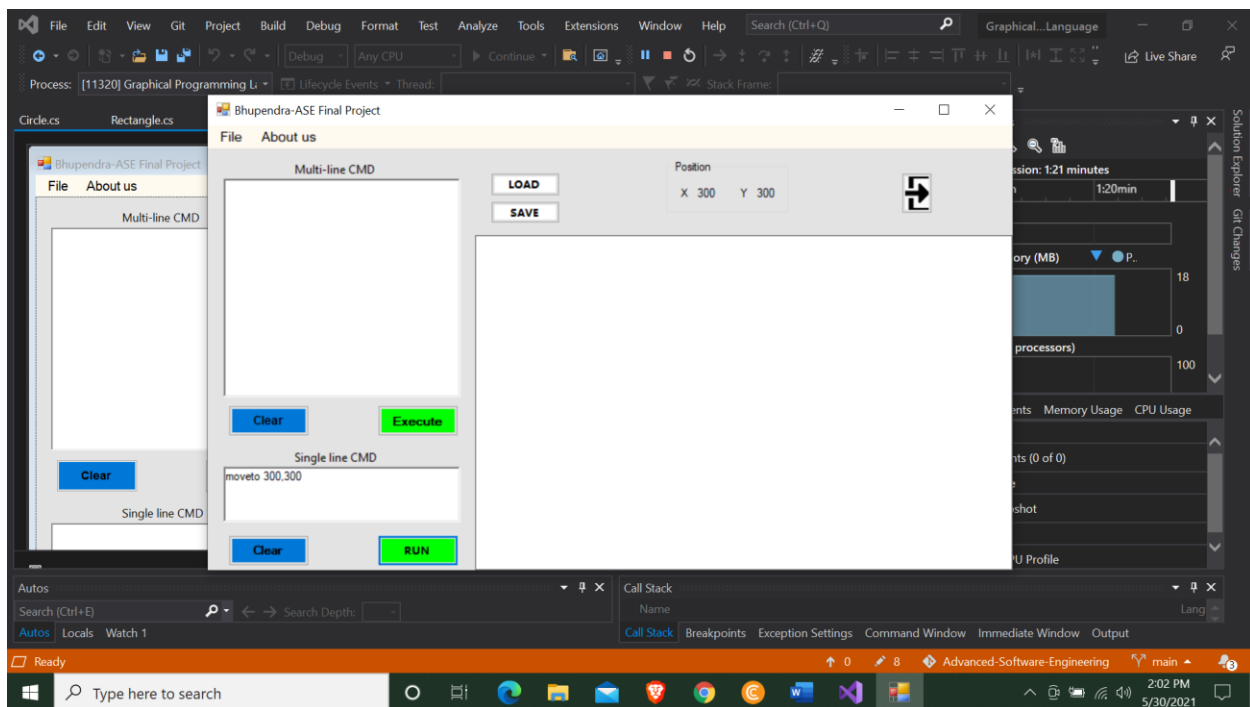 File Edit View Git Project Build Debug Format Test Analyze Tools Extensions Window Help Search (Ctrl+Q) Graphical...Language
Debug Any CPU Continue Live Share
Process: [11320] Graphical Programming L Lifecycle Events Thread: Stack Frame:
Circle.cs Rectangle.cs
Bhupendra-ASE Final Project
File About us
Multi-line CMD
Clear
Single line CMD
Bhupendra-ASE Final Project
File About us
Multi-line CMD
LOAD
SAVE
Position
X 300 Y 300
Clear Execute
Single line CMD
moveto 300,300
Clear RUN
ssion: 1:21 minutes
1:20min
ory (MB) P..
18
0
processors)
100
ents Memory Usage CPU Usage
nts (0 of 0)
shot
U Profile
Solution Explorer
Git Changes
Autos
Search (Ctrl+E) Search Depth:
Autos Locals Watch 1
Call Stack
Name Lang
Call Stack Breakpoints Exception Settings Command Window Immediate Window Output
Ready 0 8 Advanced-Software-Engineering main 3
Type here to search
2:02 PM
5/30/2021